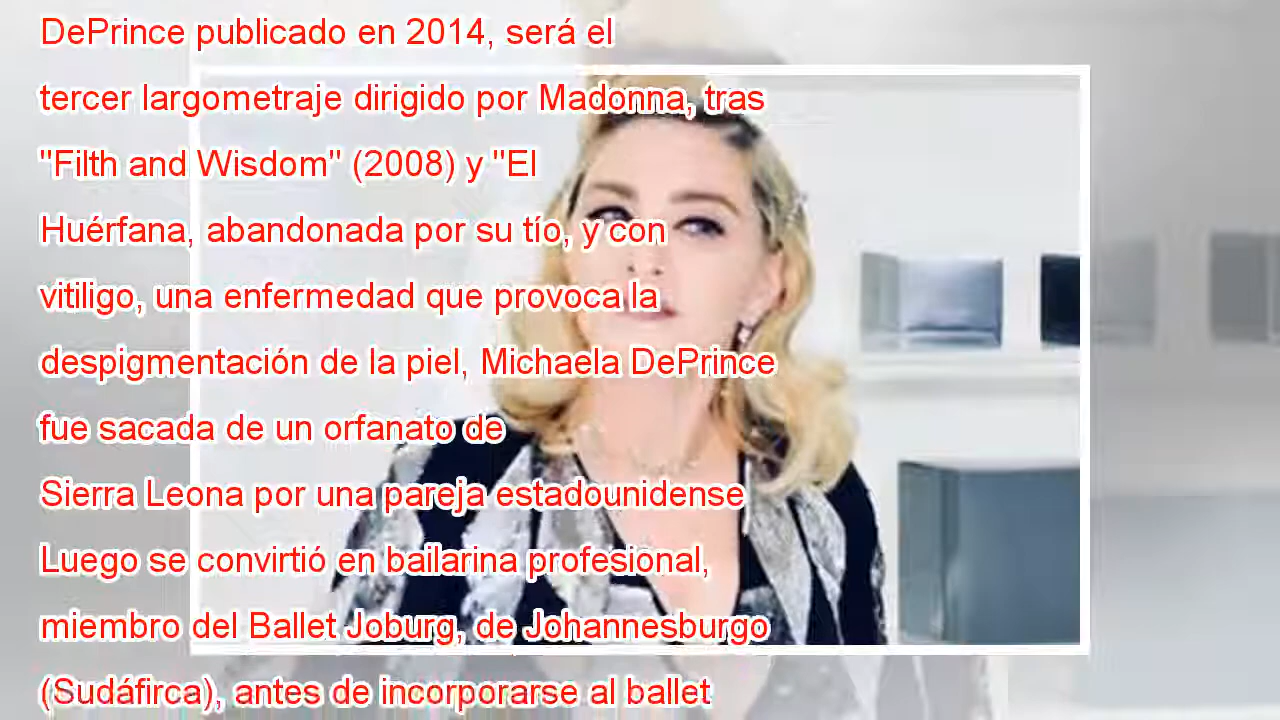 DePrince publicado en 2014, será el
tercer largometraje dirigido por Madonna, tras
"Filth and Wisdom" (2008) y "El
Huérfana, abandonada por su tío, y con
vitiligo, una enfermedad que provoca la
despigmentación de la piel, Michaela DePrince
fue sacada de un orfanato de
Sierra Leona por una pareja estadounidense
Luego se convirtió en bailarina profesional,
miembro del Ballet Joburg, de Johannesburgo
(Sudáfirca), antes de incorporarse al ballet